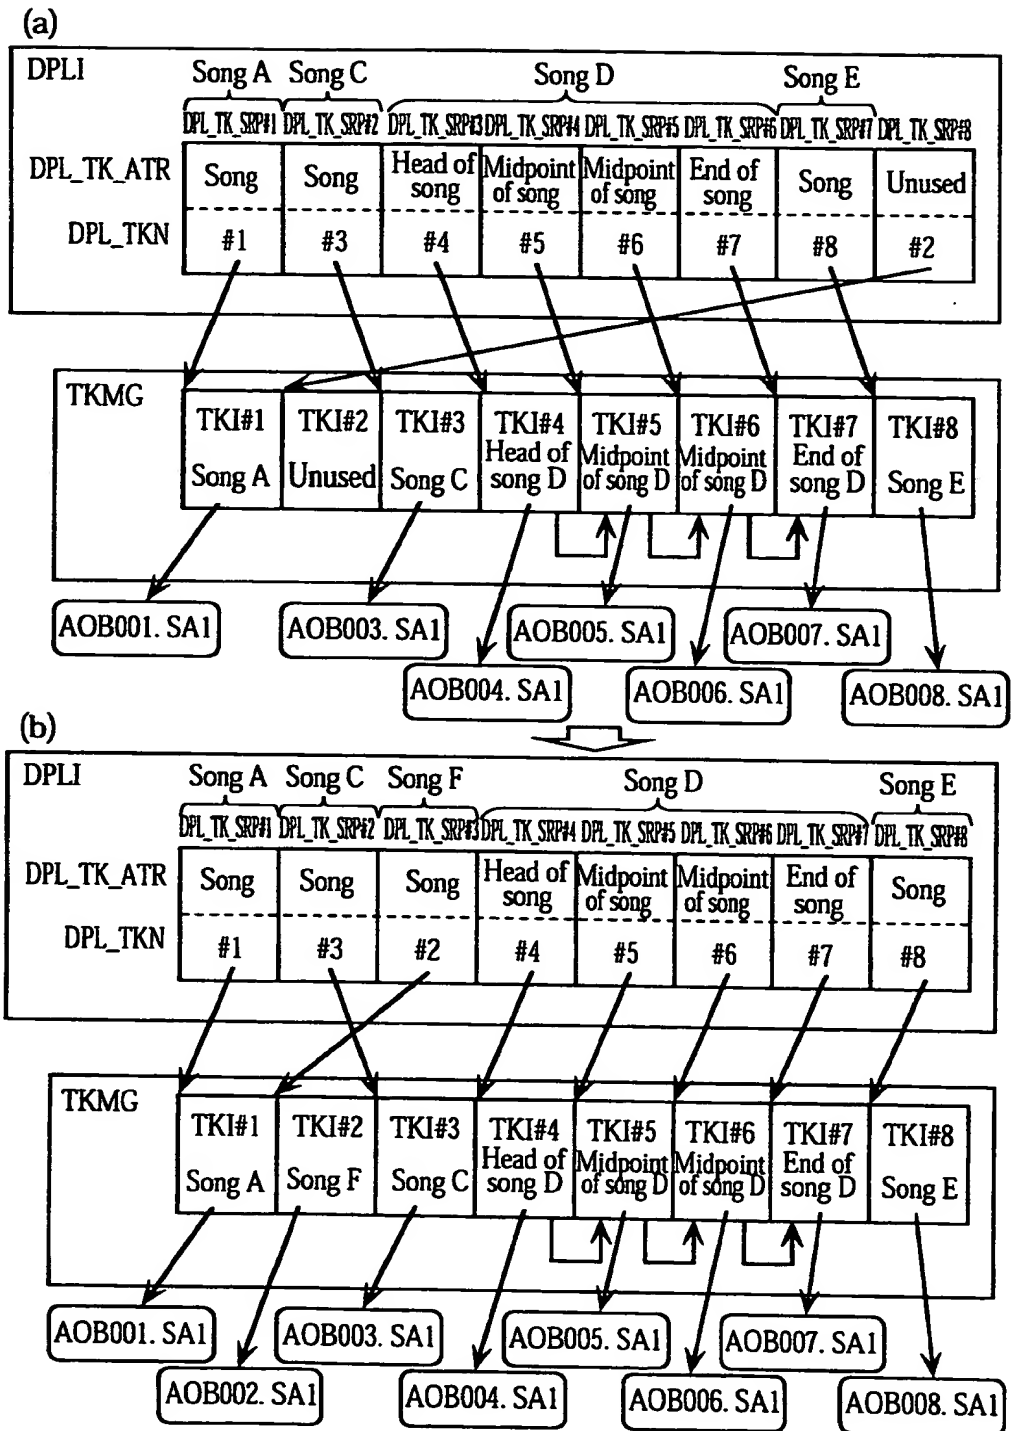 (a)
DPLI
Song A Song C Song D Song E
DPL_TK_SRP#1 DPL_TK_SRP#2 DPL_TK_SRP#3 DPL_TK_SRP#4 DPL_TK_SRP#5 DPL_TK_SRP#6 DPL_TK_SRP#7 DPL_TK_SRP#8
DPL_TK_ATR Song Song Head of song Midpoint of song Midpoint of song End of song Song Unused
DPL_TKN #1 #3 #4 #5 #6 #7 #8 #2
TKMG
TKI#1 TKI#2 TKI#3 TKI#4 TKI#5 TKI#6 TKI#7 TKI#8
Song A Unused Song C Head of song D Midpoint of song D Midpoint of song D End of song D Song E
AOB001. SA1 AOB003. SA1 AOB005. SA1 AOB007. SA1
AOB004. SA1 AOB006. SA1 AOB008. SA1
(b)
DPLI
Song A Song C Song F Song D Song E
DPL_TK_SRP#1 DPL_TK_SRP#2 DPL_TK_SRP#3 DPL_TK_SRP#4 DPL_TK_SRP#5 DPL_TK_SRP#6 DPL_TK_SRP#7 DPL_TK_SRP#8
DPL_TK_ATR Song Song Song Head of song Midpoint of song Midpoint of song End of song Song
DPL_TKN #1 #3 #2 #4 #5 #6 #7 #8
TKMG
TKI#1 TKI#2 TKI#3 TKI#4 TKI#5 TKI#6 TKI#7 TKI#8
Song A Song F Song C Head of song D Midpoint of song D Midpoint of song D End of song D Song E
AOB001. SA1 AOB003. SA1 AOB005. SA1 AOB007. SA1
AOB002. SA1 AOB004. SA1 AOB006. SA1 AOB008. SA1